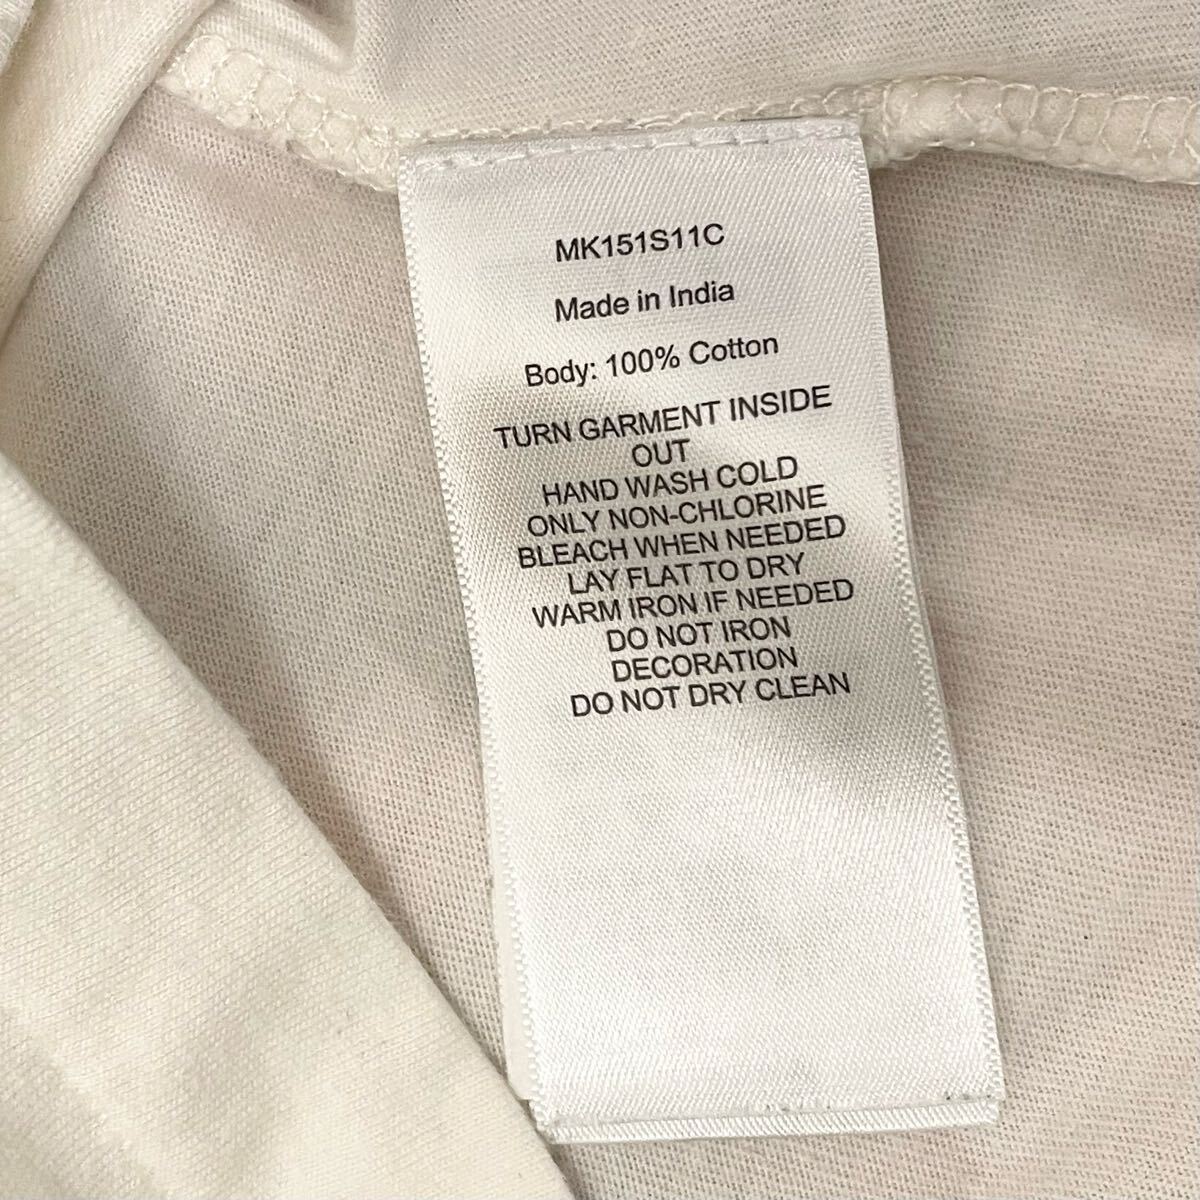 MK151S11C
Made in India
Body: 100% Cotton
TURN GARMENT INSIDE
OUT
HAND WASH COLD
ONLY NON-CHLORINE
BLEACH WHEN NEEDED
LAY FLAT TO DRY
WARM IRON IF NEEDED
DO NOT IRON
DECORATION
DO NOT DRY CLEAN